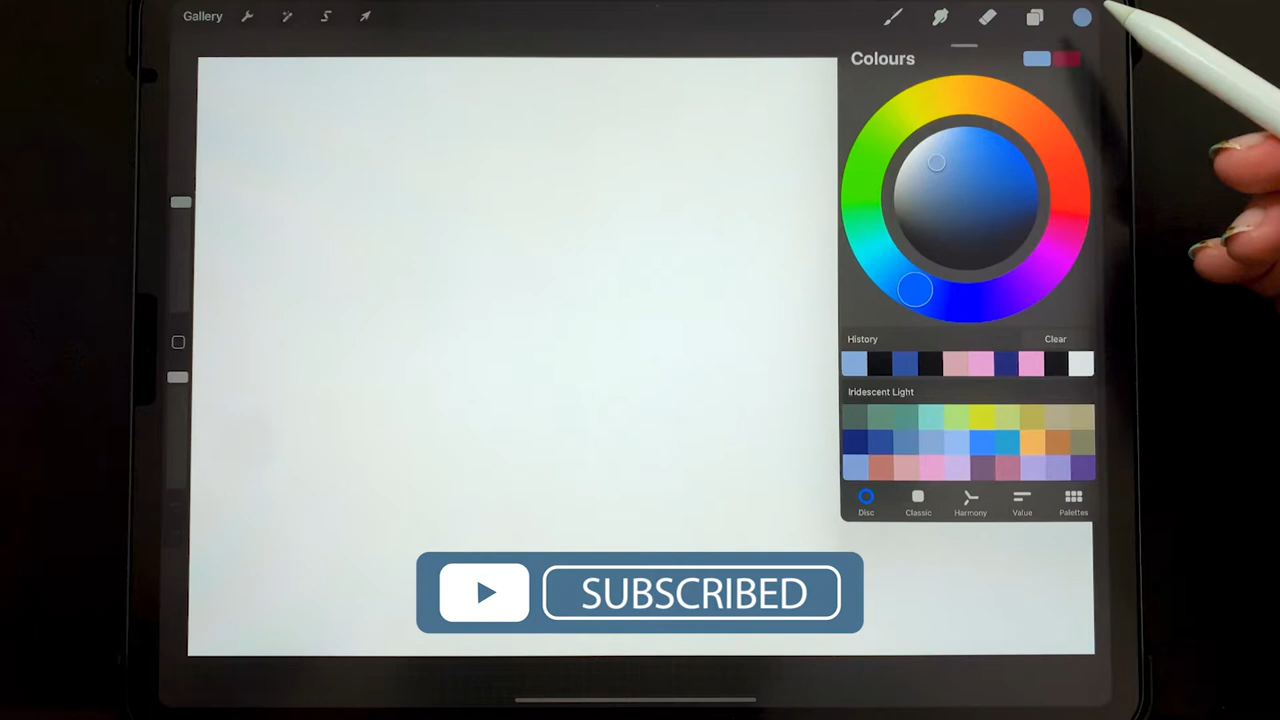 Gallery
Colours
History Clear
Iridescent Light
Disc Classic Harmony Value Palettes
SUBSCRIBED